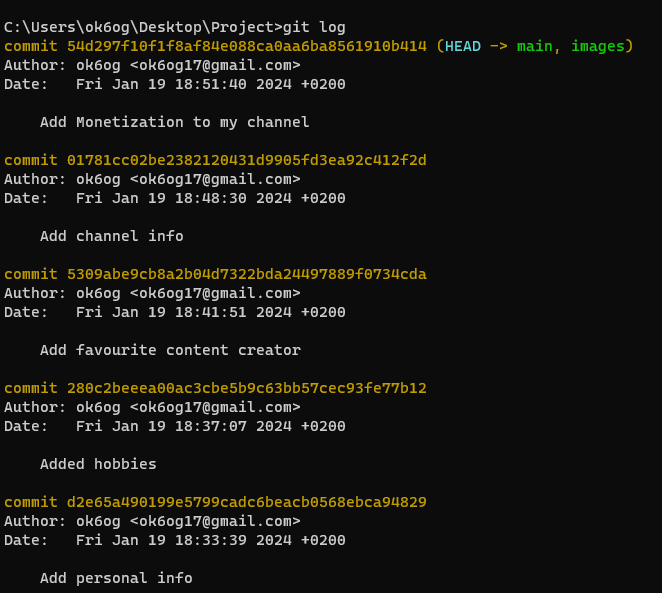 C:\Users\ok6og\Desktop\Project>git log
commit 54d297f10f1f8af84e088ca0aa6ba8561910b414 (HEAD -> main, images)
Author: ok6og <ok6og17@gmail.com>
Date:   Fri Jan 19 18:51:40 2024 +0200
    Add Monetization to my channel
commit 01781cc02be2382120431d9905fd3ea92c412f2d
Author: ok6og <ok6og17@gmail.com>
Date:   Fri Jan 19 18:48:30 2024 +0200
    Add channel info
commit 5309abe9cb8a2b04d7322bda24497889f0734cda
Author: ok6og <ok6og17@gmail.com>
Date:   Fri Jan 19 18:41:51 2024 +0200
    Add favourite content creator
commit 280c2beeea00ac3cbe5b9c63bb57cec93fe77b12
Author: ok6og <ok6og17@gmail.com>
Date:   Fri Jan 19 18:37:07 2024 +0200
    Added hobbies
commit d2e65a490199e5799cadc6beacb0568ebca94829
Author: ok6og <ok6og17@gmail.com>
Date:   Fri Jan 19 18:33:39 2024 +0200
    Add personal info